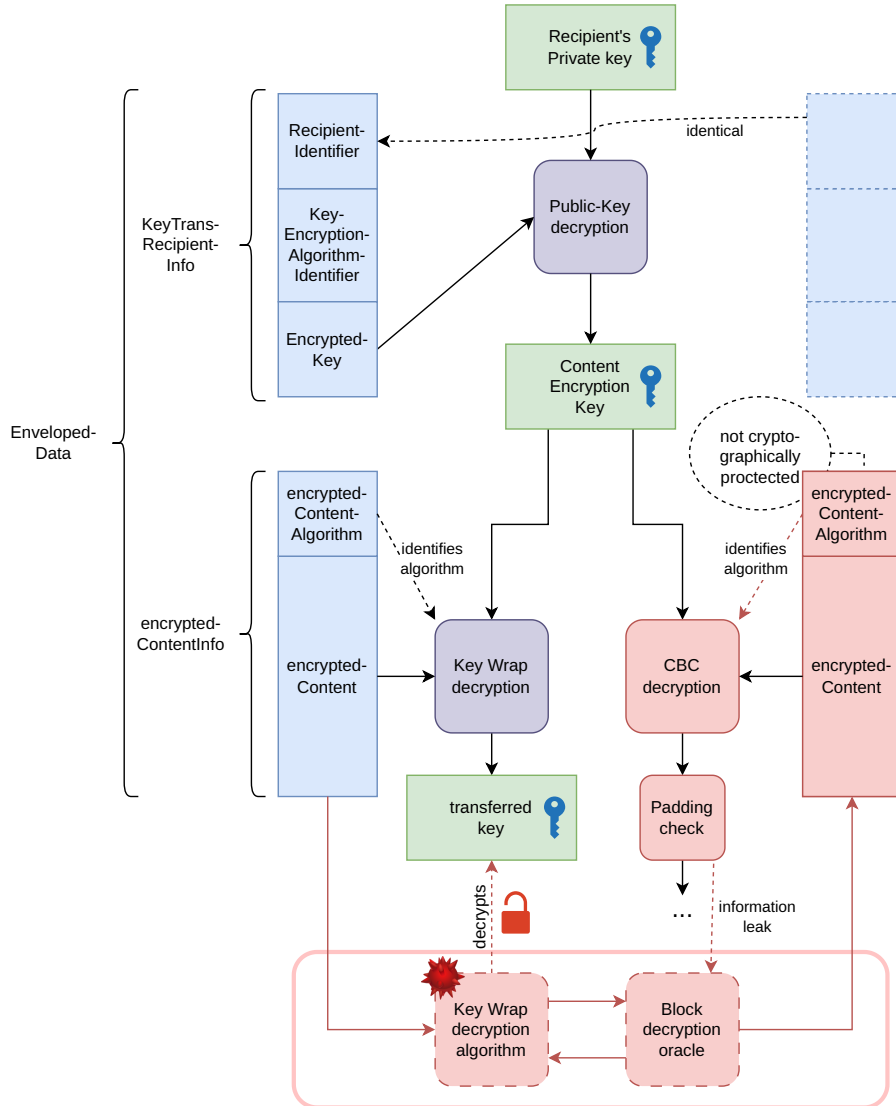 Recipient's
Private key
Recipient-
Identifier
identical
Public-Key
decryption
KeyTrans-
Recipient-
Info
Key-
Encryption-
Algorithm-
Identifier
Encrypted-
Key
Content
Encryption
Key
Enveloped-
Data
not crypto-
graphically
proctected
encrypted-
Content-
Algorithm
identifies
algorithm
identifies
algorithm
encrypted-
Content-
Algorithm
encrypted-
ContentInfo
encrypted-
Content
Key Wrap
decryption
CBC
decryption
encrypted-
Content
transferred
key
Padding
check
...
decrypts
information
leak
Key Wrap
decryption
algorithm
Block
decryption
oracle